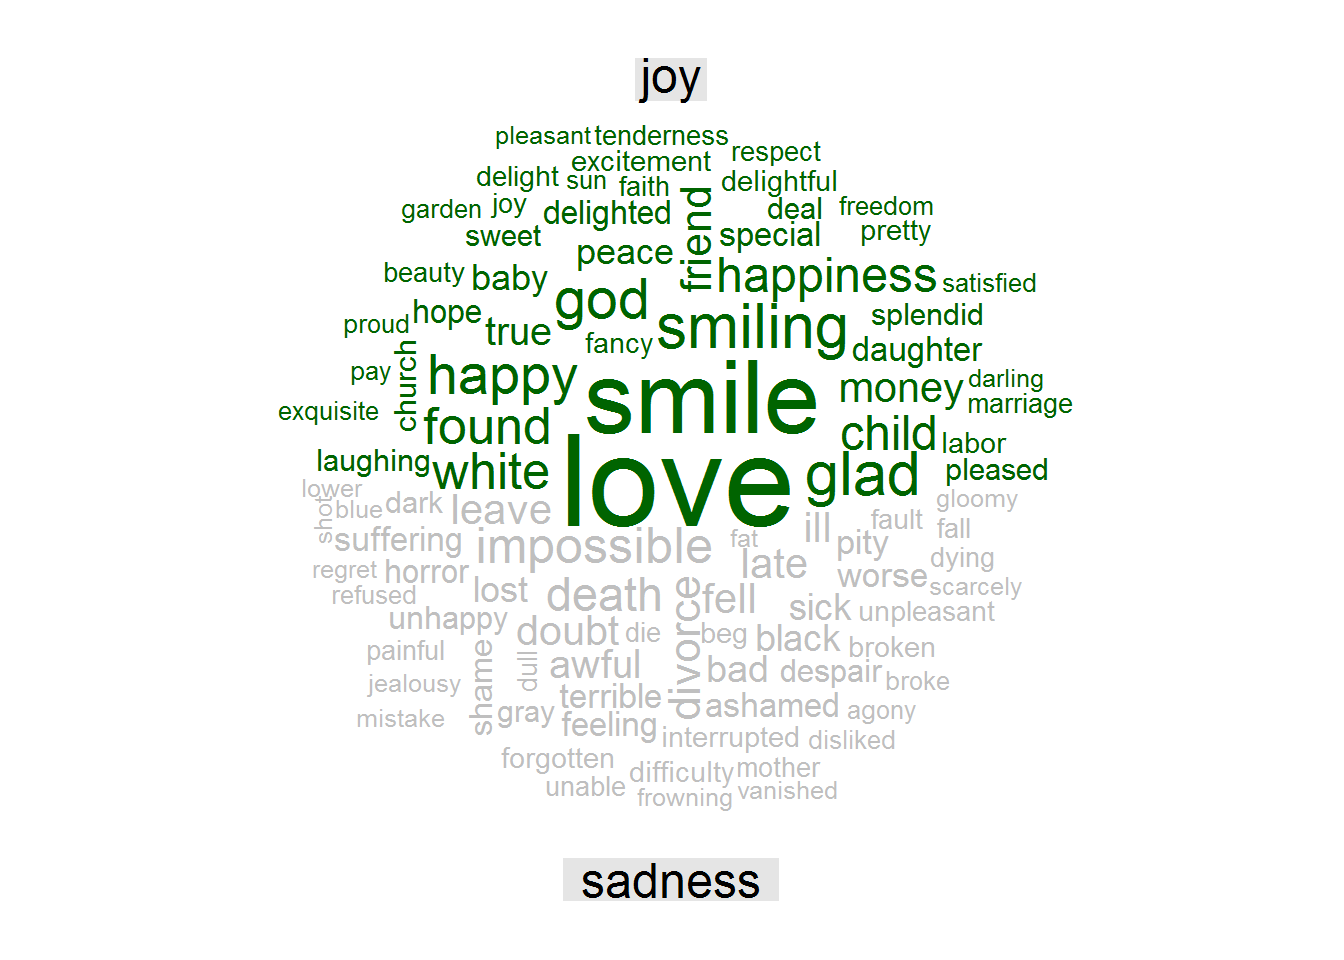 joy
pleasant tenderness
excitement respect
delight sun faith delightful
garden joy delighted friend deal freedom
sweet peace special pretty
beauty baby god happiness satisfied
proud hope true fancy smiling splendid
church daughter
pay happy smile money darling
exquisite found child marriage
laughing white love glad labor
pleased
lower shot blue dark leave ill fault gloomy
suffering impossible fat pity fall
regret horror late worse dying
refused lost death divorce fell sick scarcely
unhappy doubt die beg black unpleasant
painful shame dull awful bad despair broken
jealousy terrible ashamed broke
mistake gray feeling interrupted agony
forgotten disliked
unable difficulty mother
frowning vanished
sadness